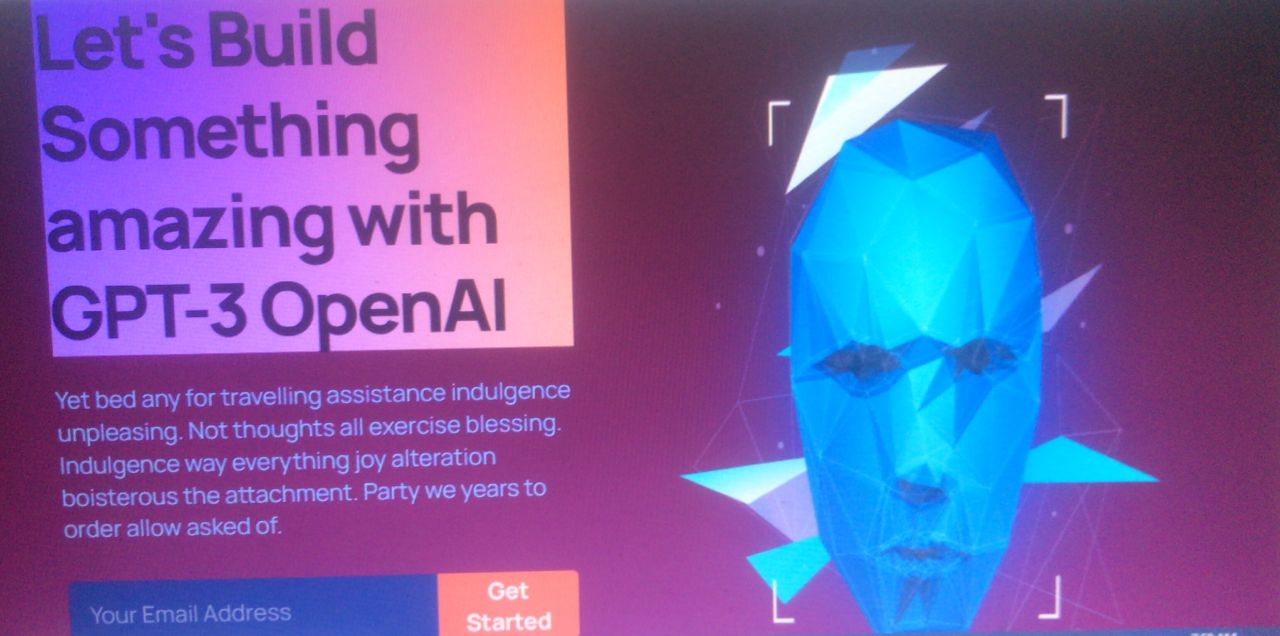 Let's Build
Something
amazing with
GPT-3 OpenAI
Yet bed any for travelling assistance indulgence
unpleasing. Not thoughts all exercise blessing.
Indulgence way everything joy alteration
boisterous the attachment. Party we years to
order allow asked of.
Your Email Address
Get
Started